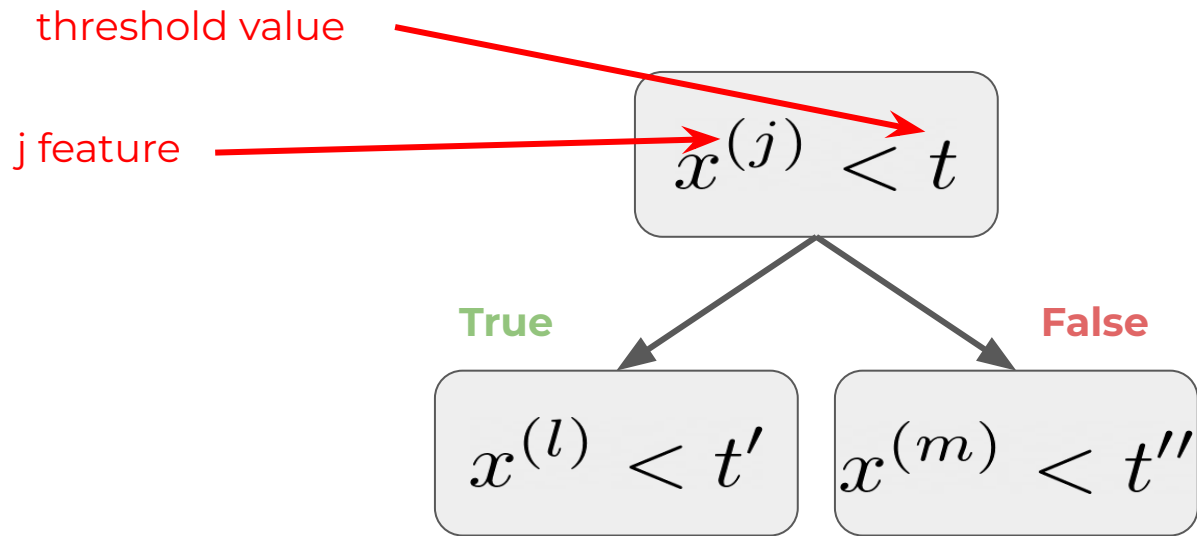 threshold value
j feature
x^{(j)} < t
True
False
x^{(l)} < t'
x^{(m)} < t''